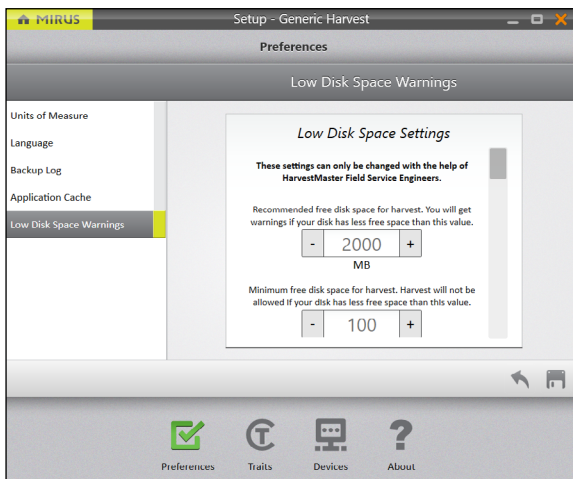 MIRUS
Setup - Generic Harvest
Preferences
Low Disk Space Warnings
Units of Measure
Language
Backup Log
Application Cache
Low Disk Space Warnings
Low Disk Space Settings
These settings can only be changed with the help of
HarvestMaster Field Service Engineers.
Recommended free disk space for harvest. You will get
warnings if your disk has less free space than this value.
- 2000 +
MB
Minimum free disk space for harvest. Harvest will not be
allowed if your disk has less free space than this value.
- 100 +
Preferences
Traits
Devices
About